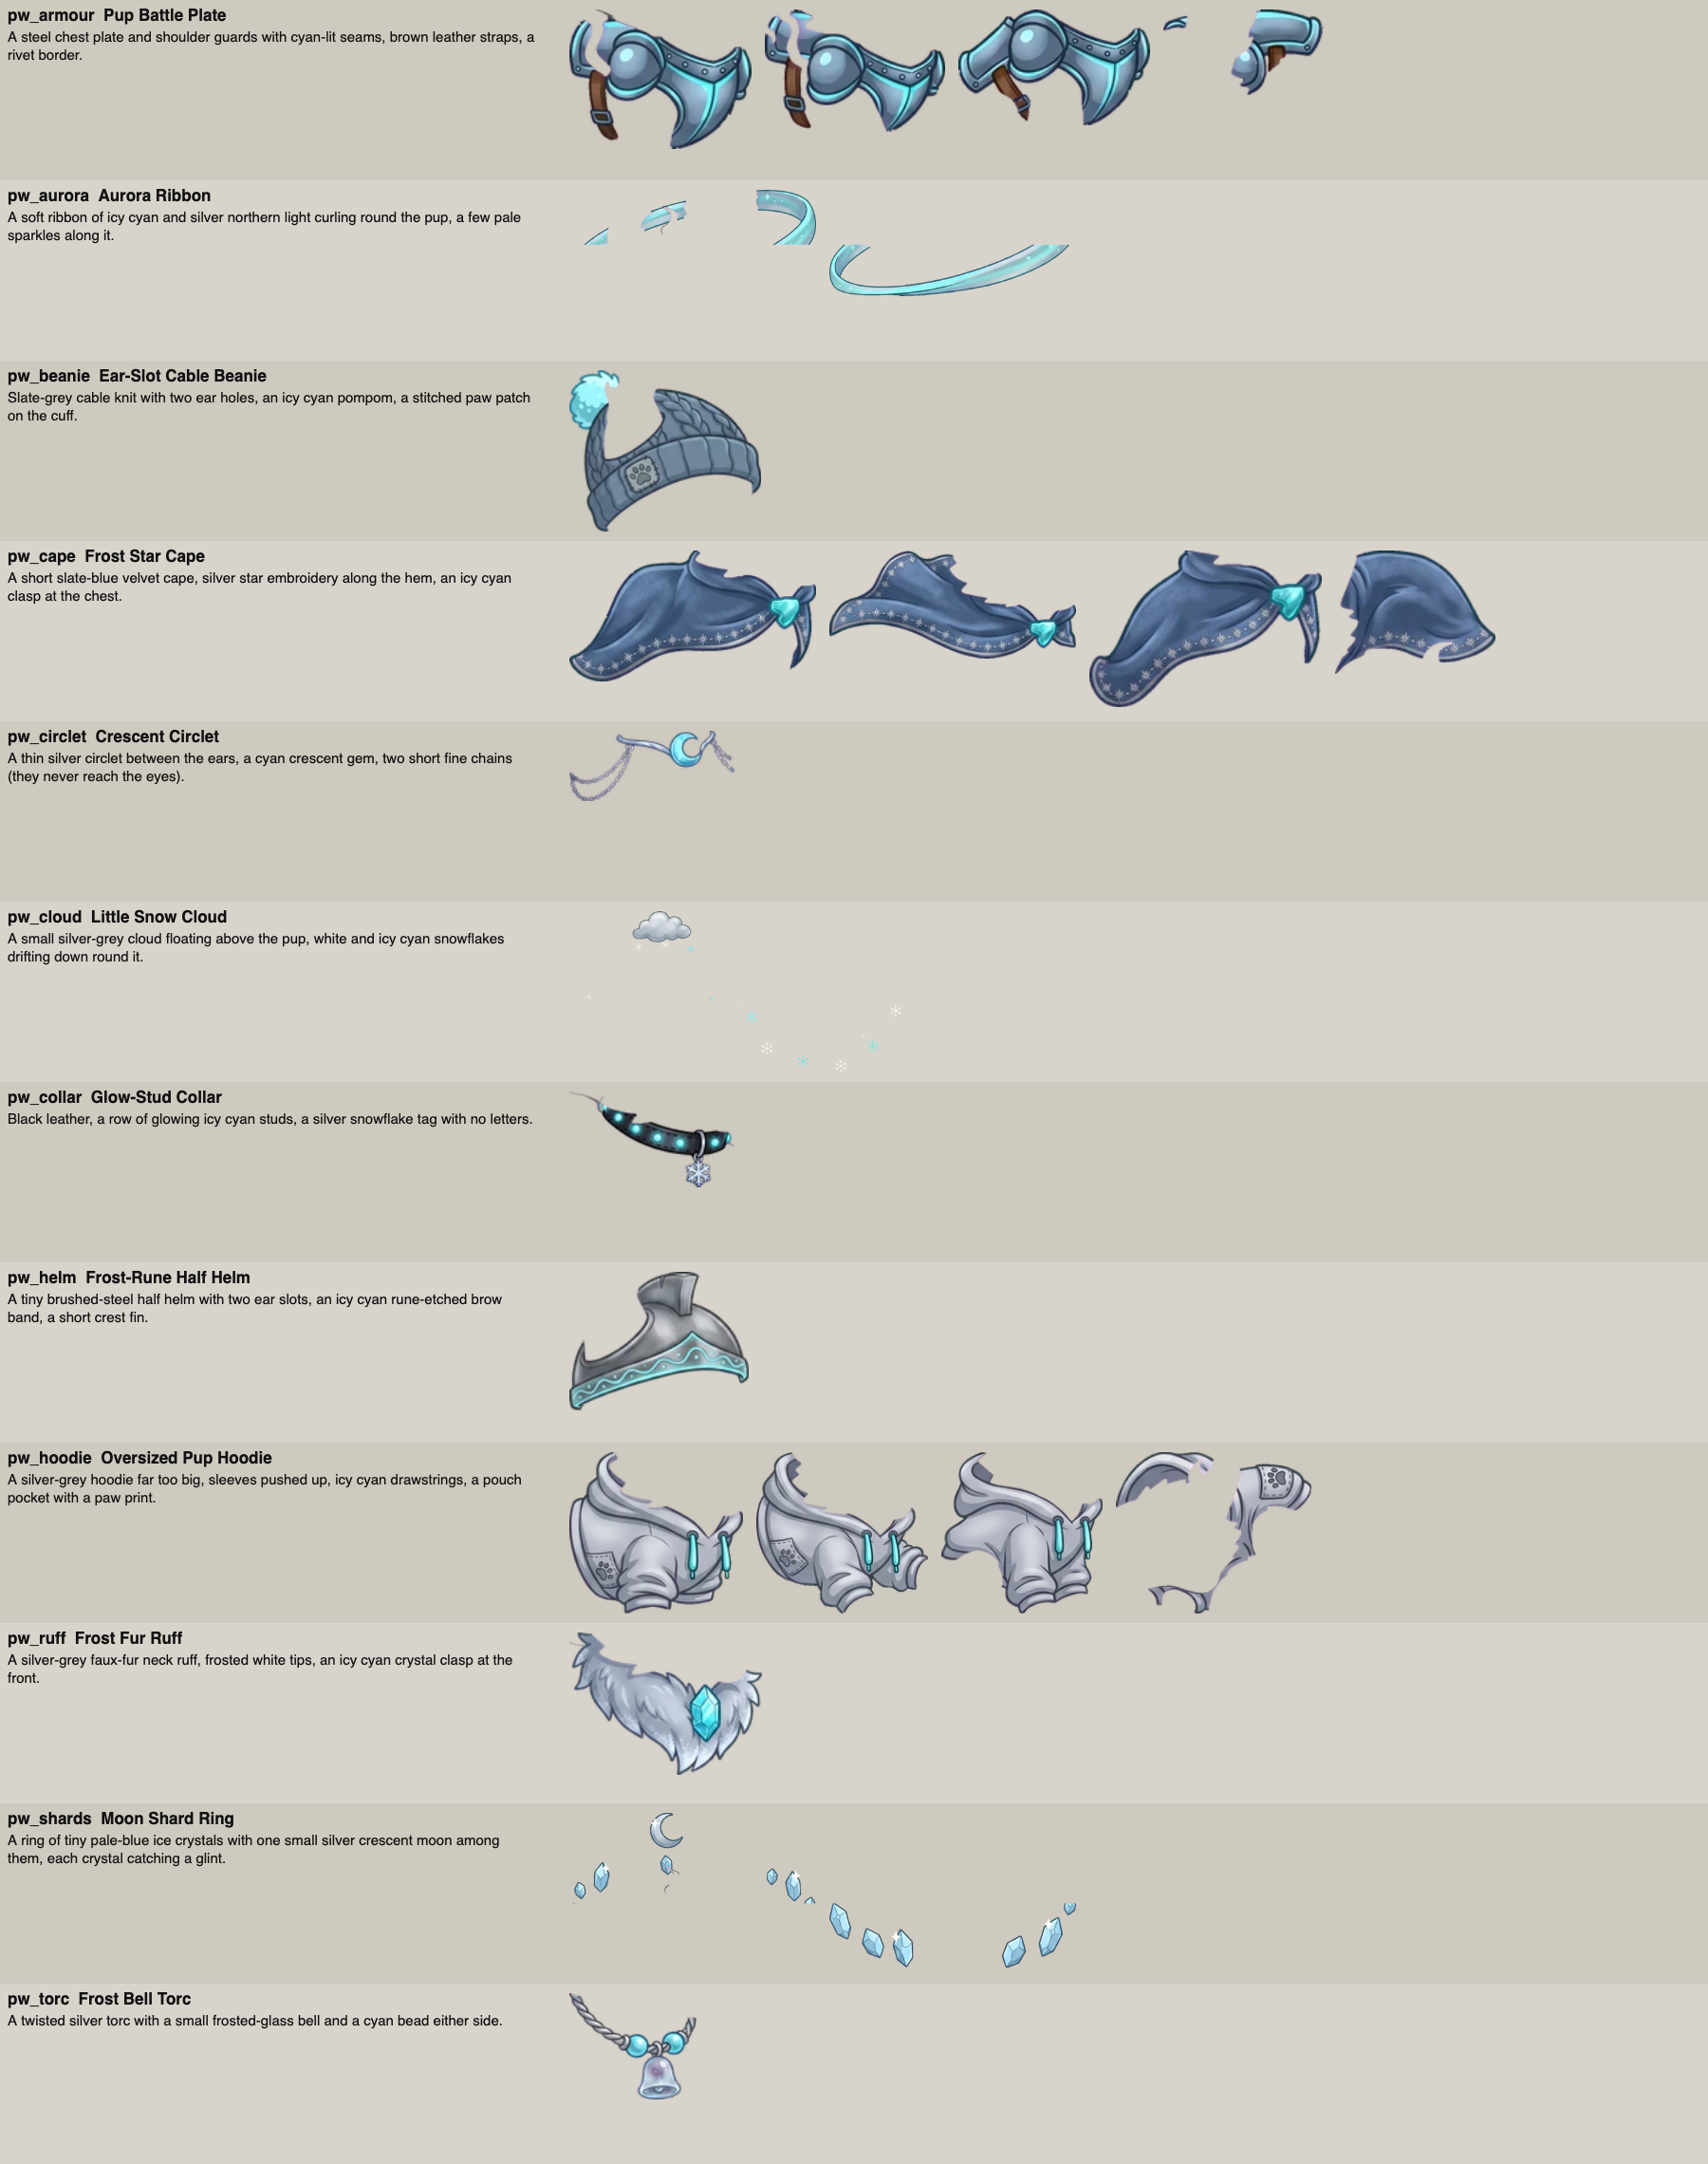 pw_armour Pup Battle Plate
A steel chest plate and shoulder guards with cyan-lit seams, brown leather straps, a
rivet border.
pw_aurora Aurora Ribbon
A soft ribbon of icy cyan and silver northern light curling round the pup, a few pale
sparkles along it.
pw_beanie Ear-Slot Cable Beanie
Slate-grey cable knit with two ear holes, an icy cyan pompom, a stitched paw patch
on the cuff.
pw_cape Frost Star Cape
A short slate-blue velvet cape, silver star embroidery along the hem, an icy cyan
clasp at the chest.
pw_circlet Crescent Circlet
A thin silver circlet between the ears, a cyan crescent gem, two short fine chains
(they never reach the eyes).
pw_cloud Little Snow Cloud
A small silver-grey cloud floating above the pup, white and icy cyan snowflakes
drifting down round it.
pw_collar Glow-Stud Collar
Black leather, a row of glowing icy cyan studs, a silver snowflake tag with no letters.
pw_helm Frost-Rune Half Helm
A tiny brushed-steel half helm with two ear slots, an icy cyan rune-etched brow
band, a short crest fin.
pw_hoodie Oversized Pup Hoodie
A silver-grey hoodie far too big, sleeves pushed up, icy cyan drawstrings, a pouch
pocket with a paw print.
pw_ruff Frost Fur Ruff
A silver-grey faux-fur neck ruff, frosted white tips, an icy cyan crystal clasp at the
front.
pw_shards Moon Shard Ring
A ring of tiny pale-blue ice crystals with one small silver crescent moon among
them, each crystal catching a glint.
pw_torc Frost Bell Torc
A twisted silver torc with a small frosted-glass bell and a cyan bead either side.